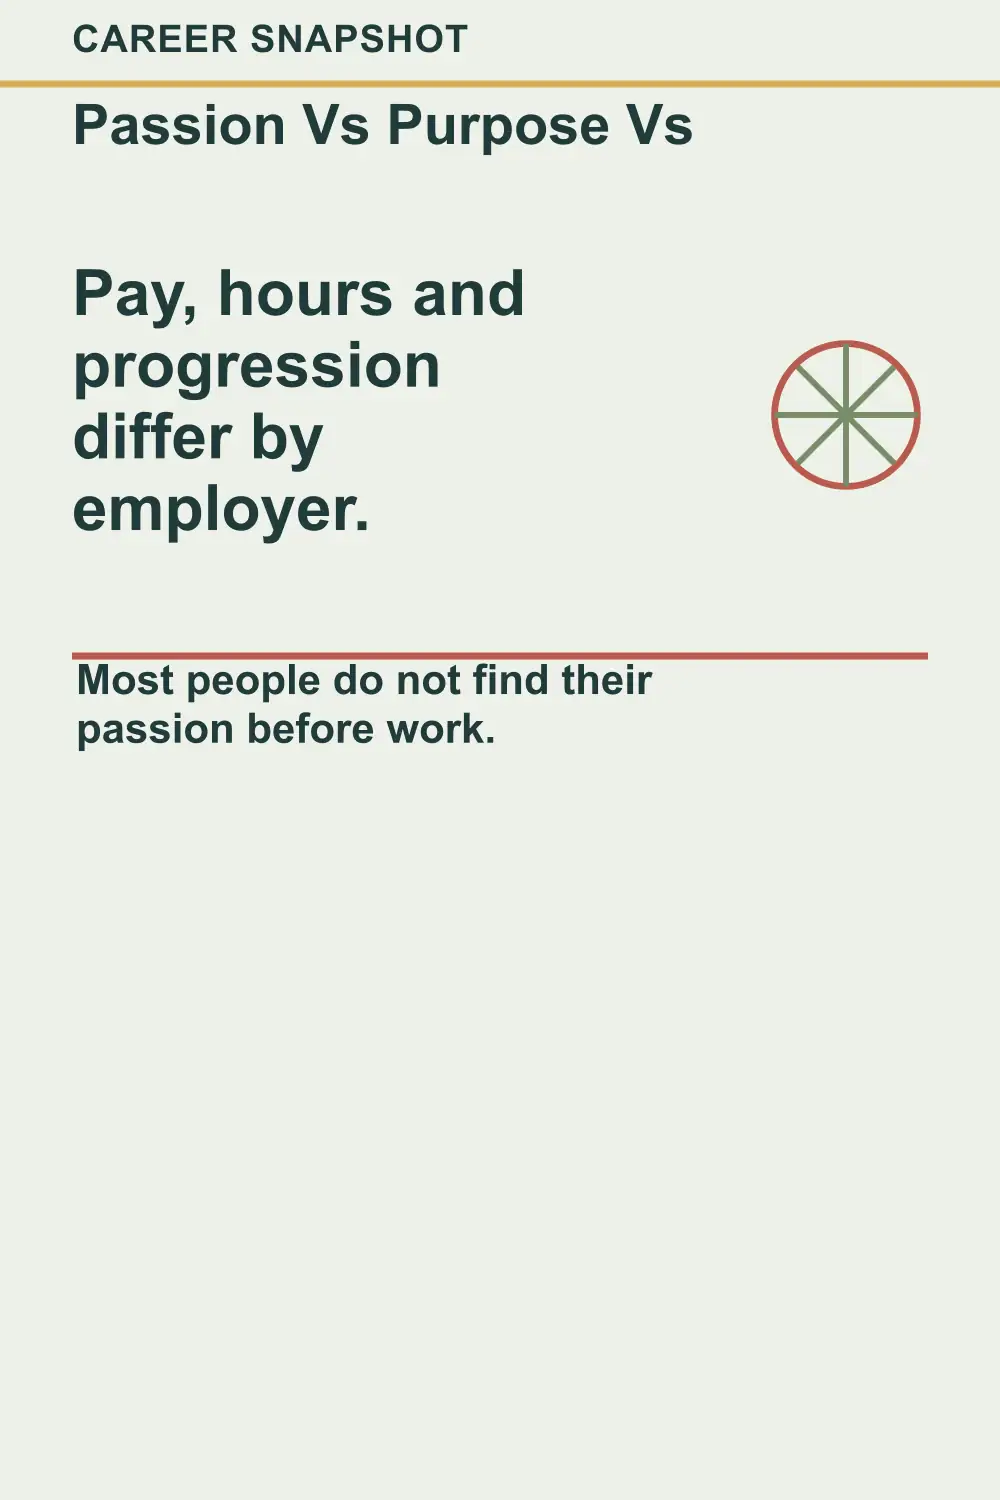 CAREER SNAPSHOT
Passion Vs Purpose Vs
Pay, hours and
progression
differ by
employer.
Most people do not find their
passion before work.